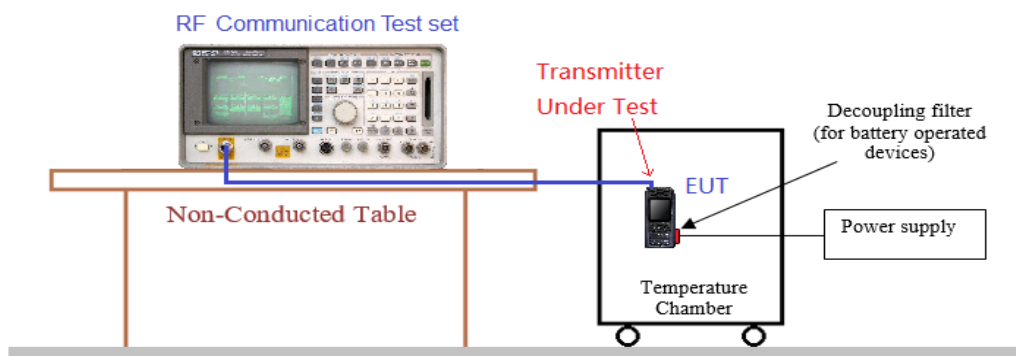 RF Communication Test set
Transmitter
Under Test
Decoupling filter
(for battery operated
devices)
EUT
Non-Conducted Table
Power supply
Temperature
Chamber